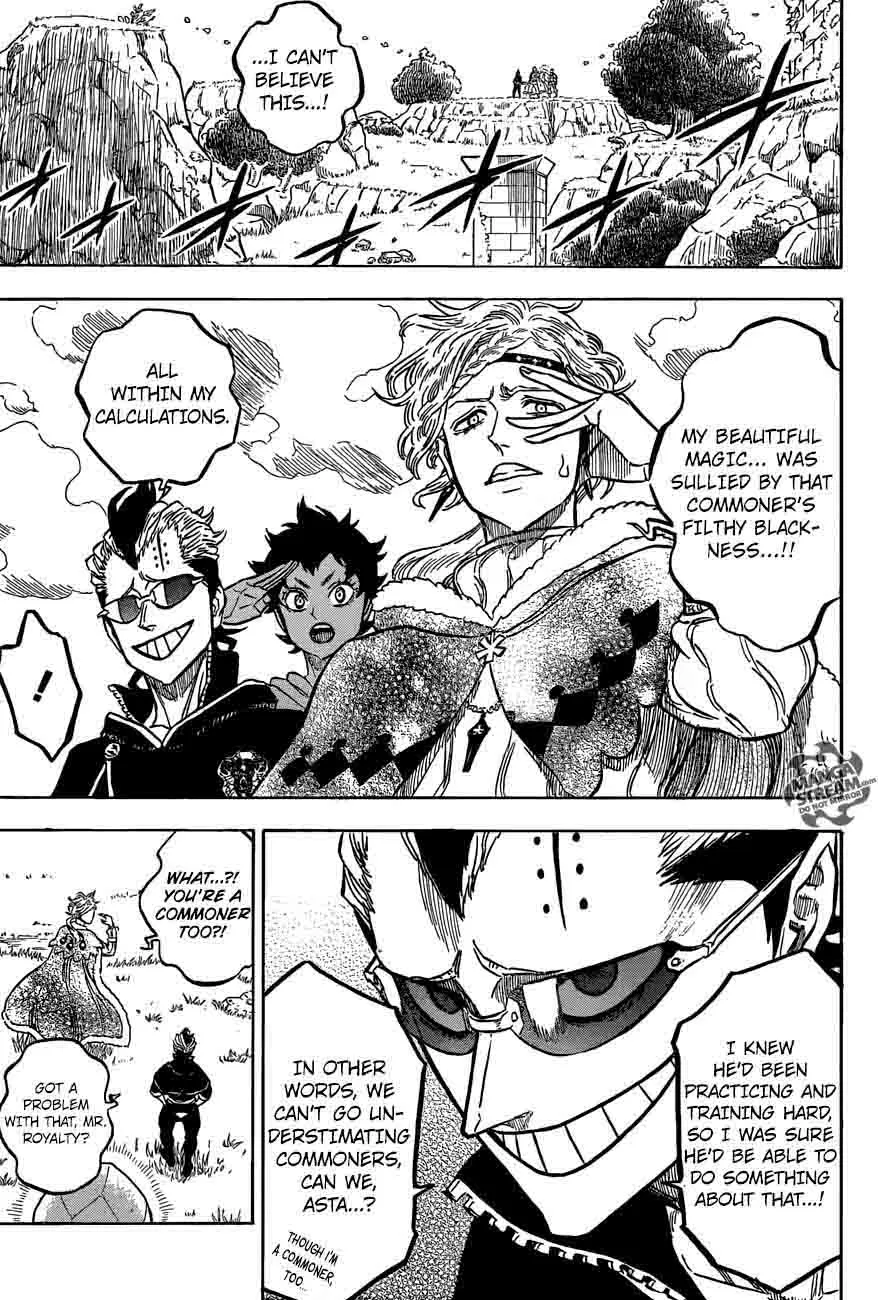 ...I CAN'T
BELIEVE
THIS...!
MY BEAUTIFUL
MAGIC... WAS
SULLIED BY THAT
COMMONER'S
FILTHY BLACK-
NESS...!!
ALL
WITHIN MY
CALCULATIONS.
!
MANGA
STREAM.com
DO NOT MIRROR
I KNEW
HE'D BEEN
PRACTICING AND
TRAINING HARD,
SO I WAS SURE
HE'D BE ABLE TO
DO SOMETHING
ABOUT THAT...!
IN OTHER
WORDS, WE
CAN'T GO UN-
DERSTIMATING
COMMONERS,
CAN WE,
ASTA...?
THOUGH I'M
A COMMONER,
TOO...
WHAT...?!
YOU'RE A
COMMONER
TOO?!
GOT A
PROBLEM
WITH THAT, MR.
ROYALTY?